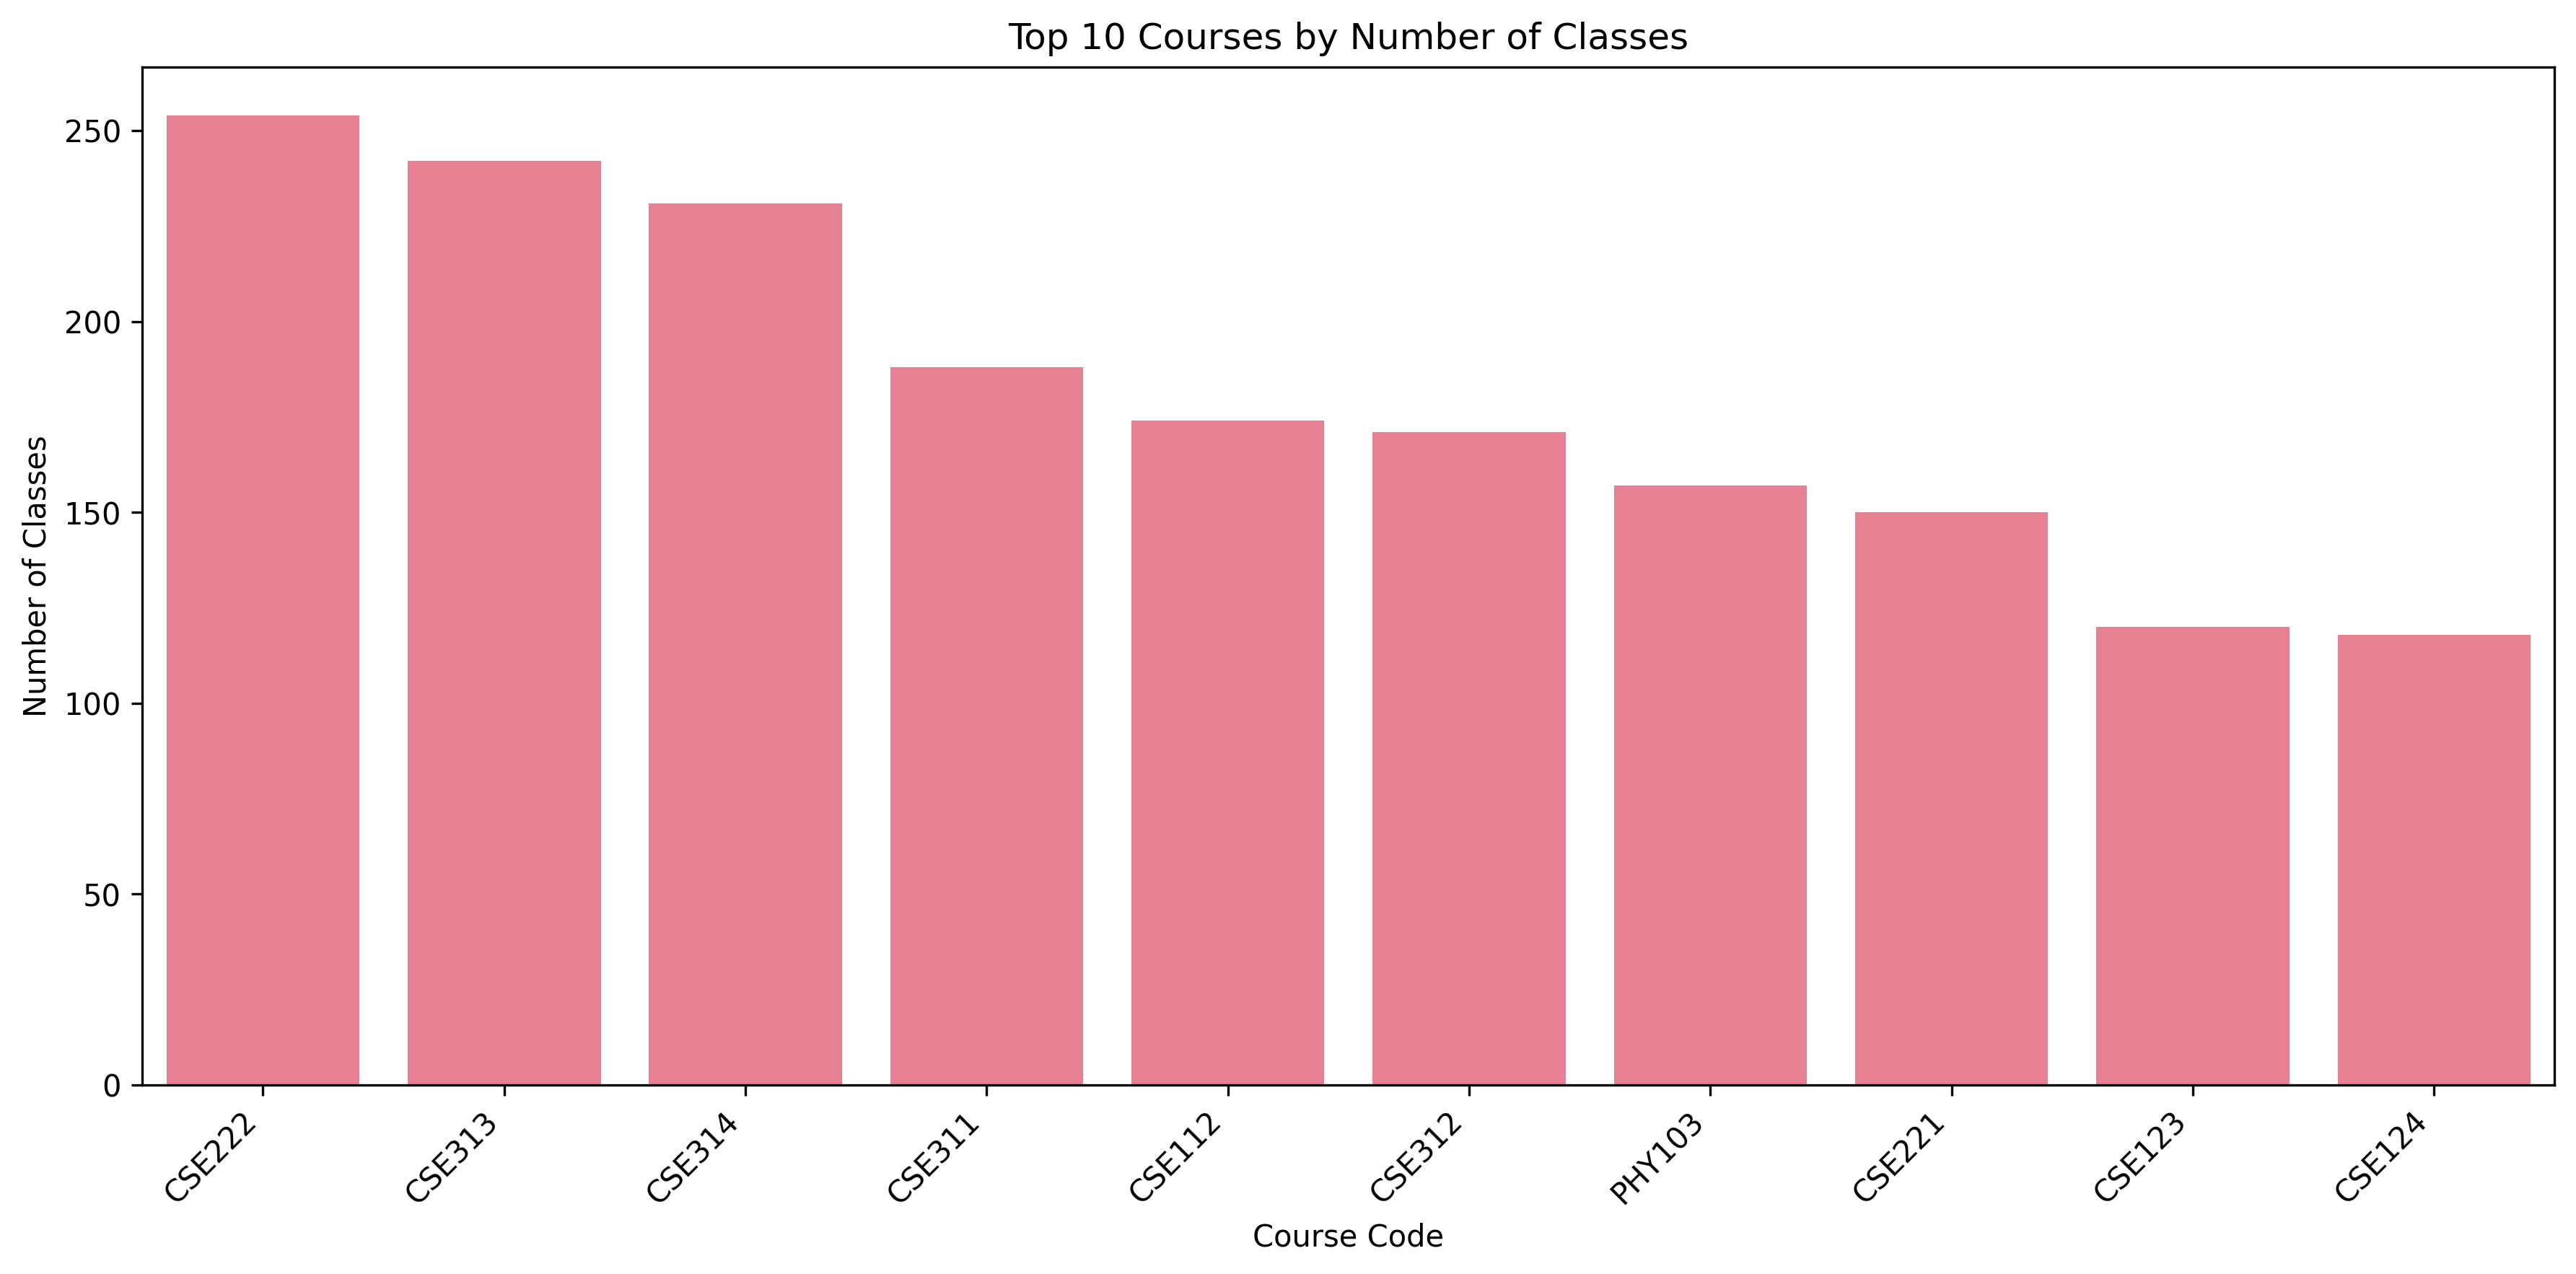 Top 10 Courses by Number of Classes
Number of Classes
250
200
150
100
50
0
CSE222
CSE313
CSE314
CSE311
CSE112
CSE312
PHY103
CSE221
CSE123
CSE124
Course Code